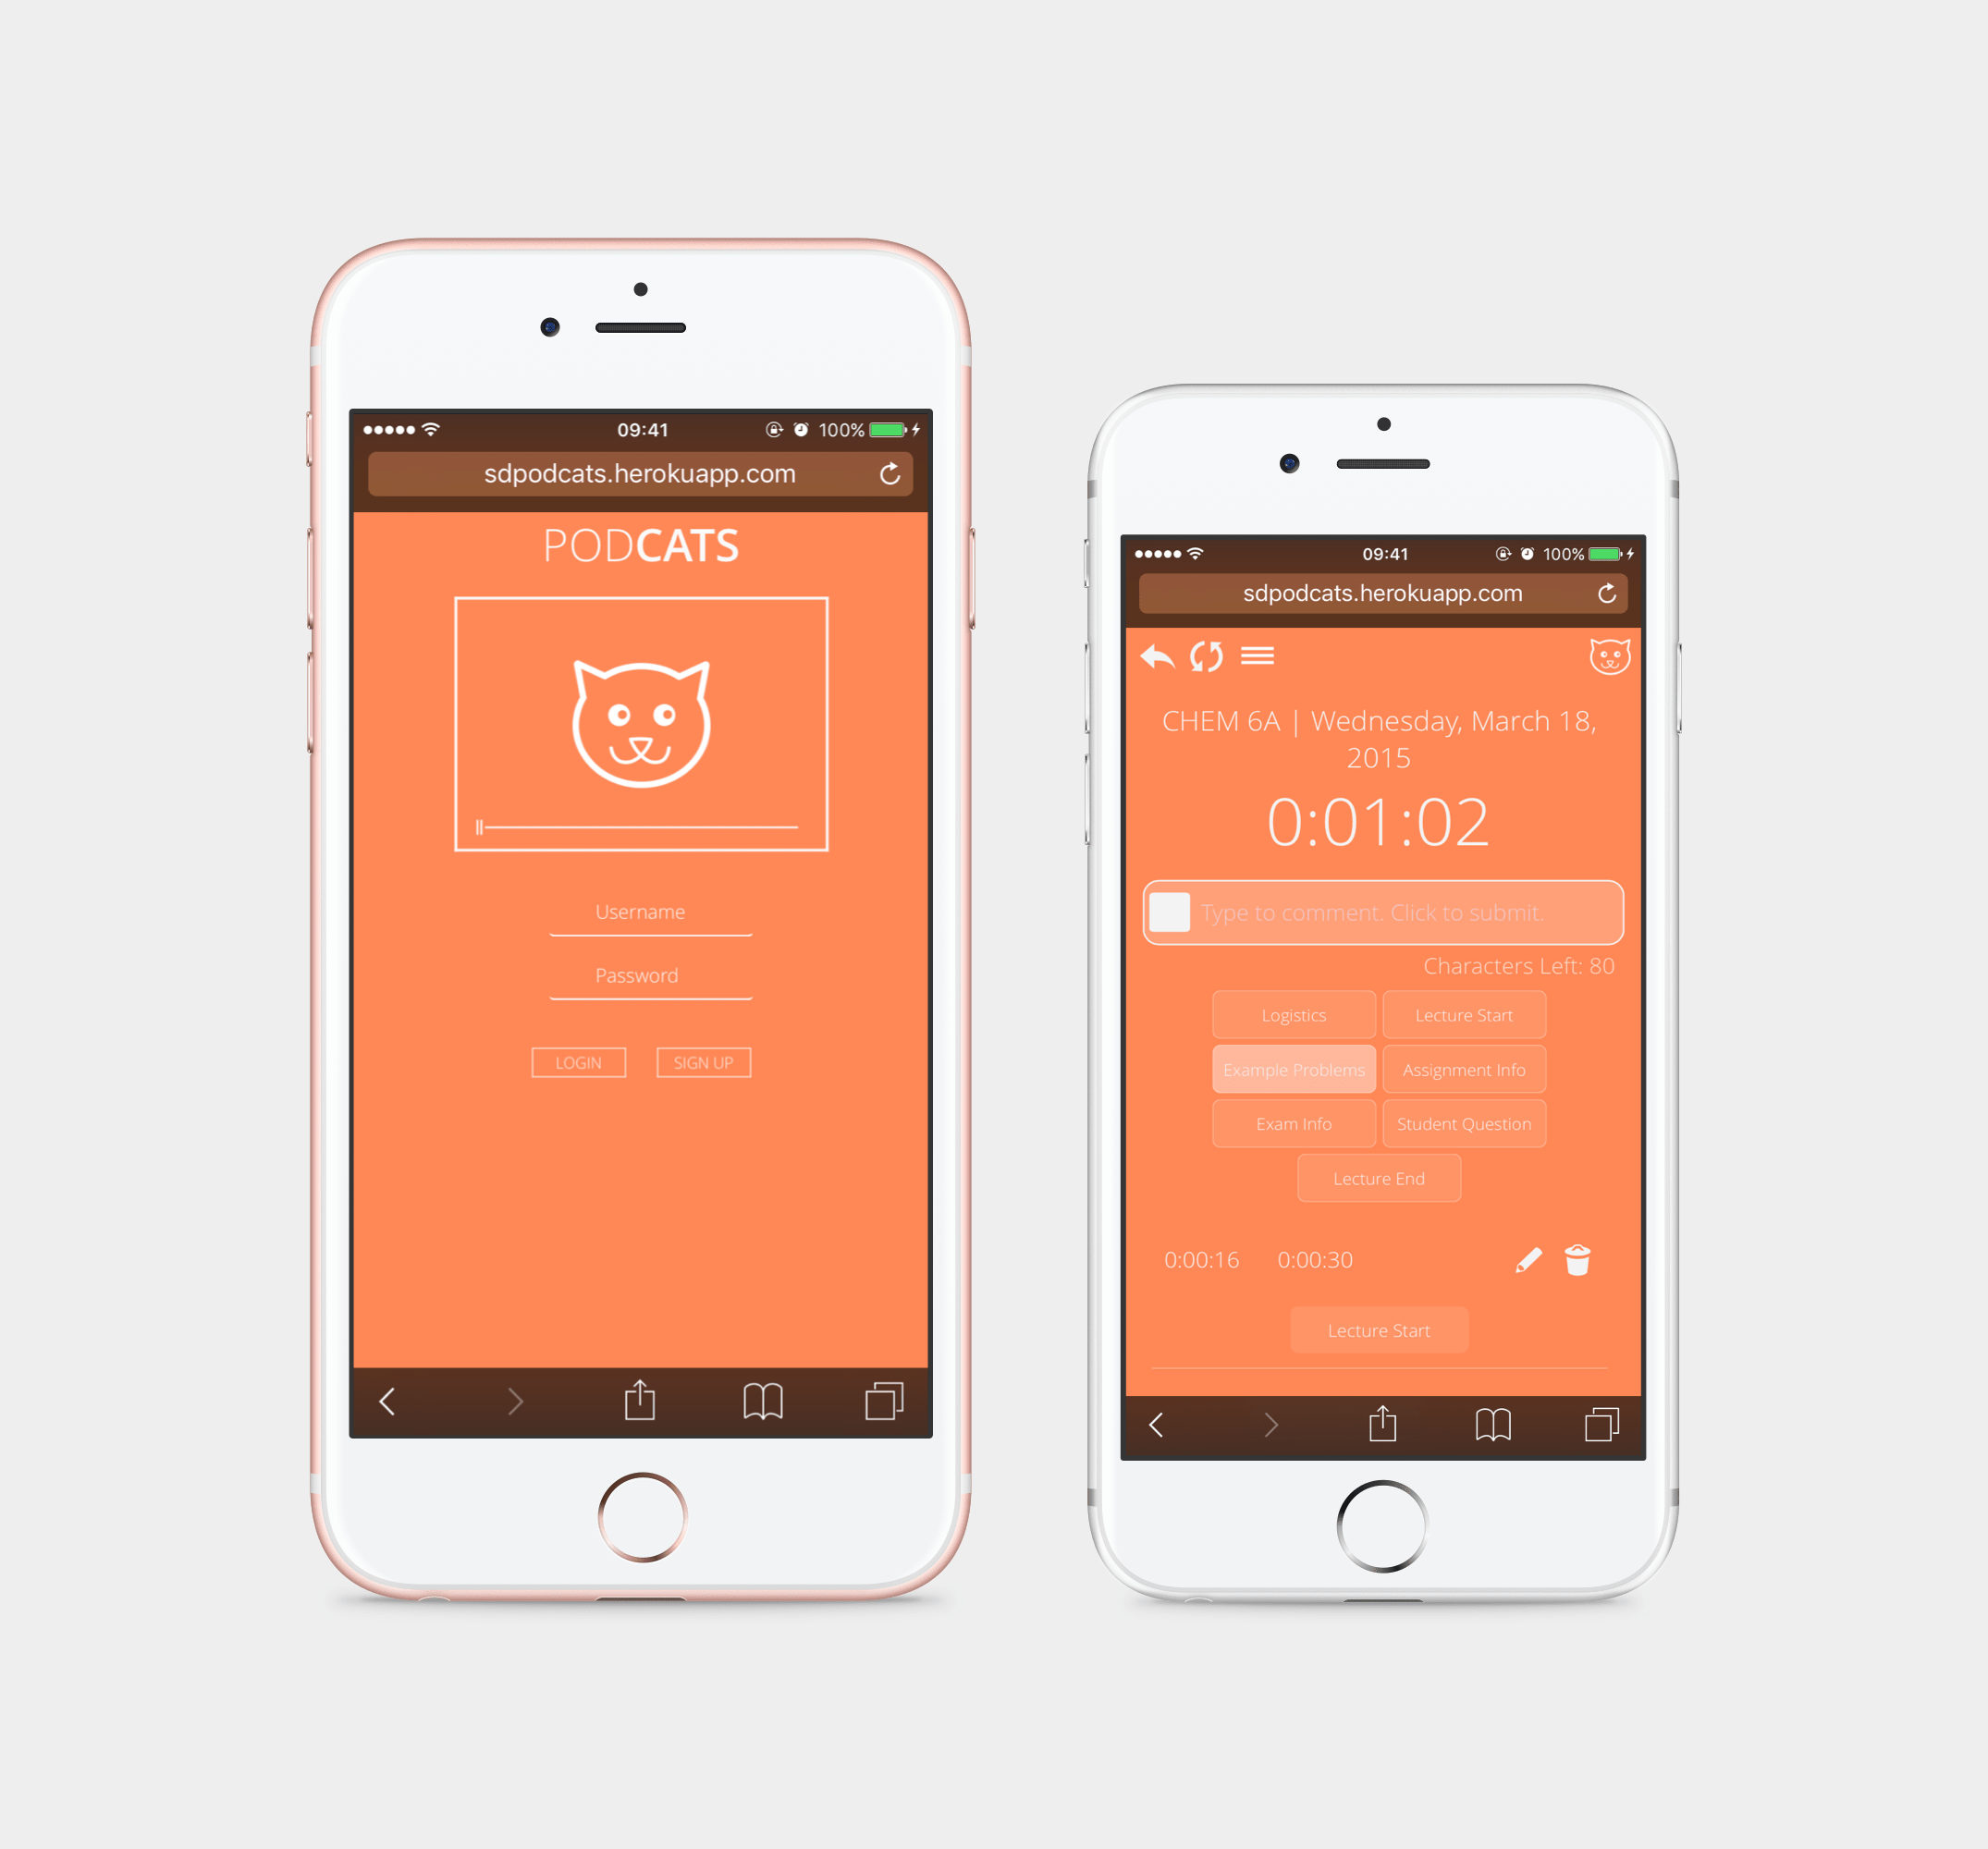 09:41
100%
sdpodcats.herokuapp.com
PODCATS
Username
Password
LOGIN
SIGN UP
09:41
100%
sdpodcats.herokuapp.com
CHEM 6A | Wednesday, March 18,
2015
0:01:02
Type to comment. Click to submit.
Characters Left: 80
Logistics
Lecture Start
Example Problems
Assignment Info
Exam Info
Student Question
Lecture End
0:00:16 0:00:30
Lecture Start